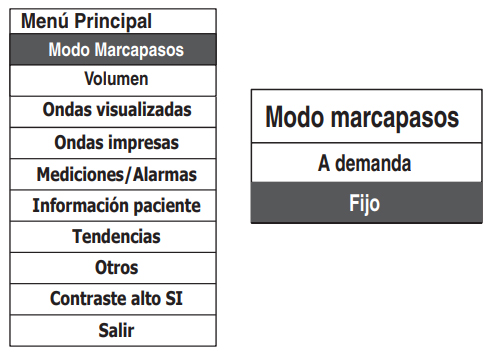 Menú Principal
Modo Marcapasos
Volumen
Ondas visualizadas
Ondas impresas
Mediciones/Alarmas
Información paciente
Tendencias
Otros
Contraste alto SI
Salir
Modo marcapasos
A demanda
Fijo